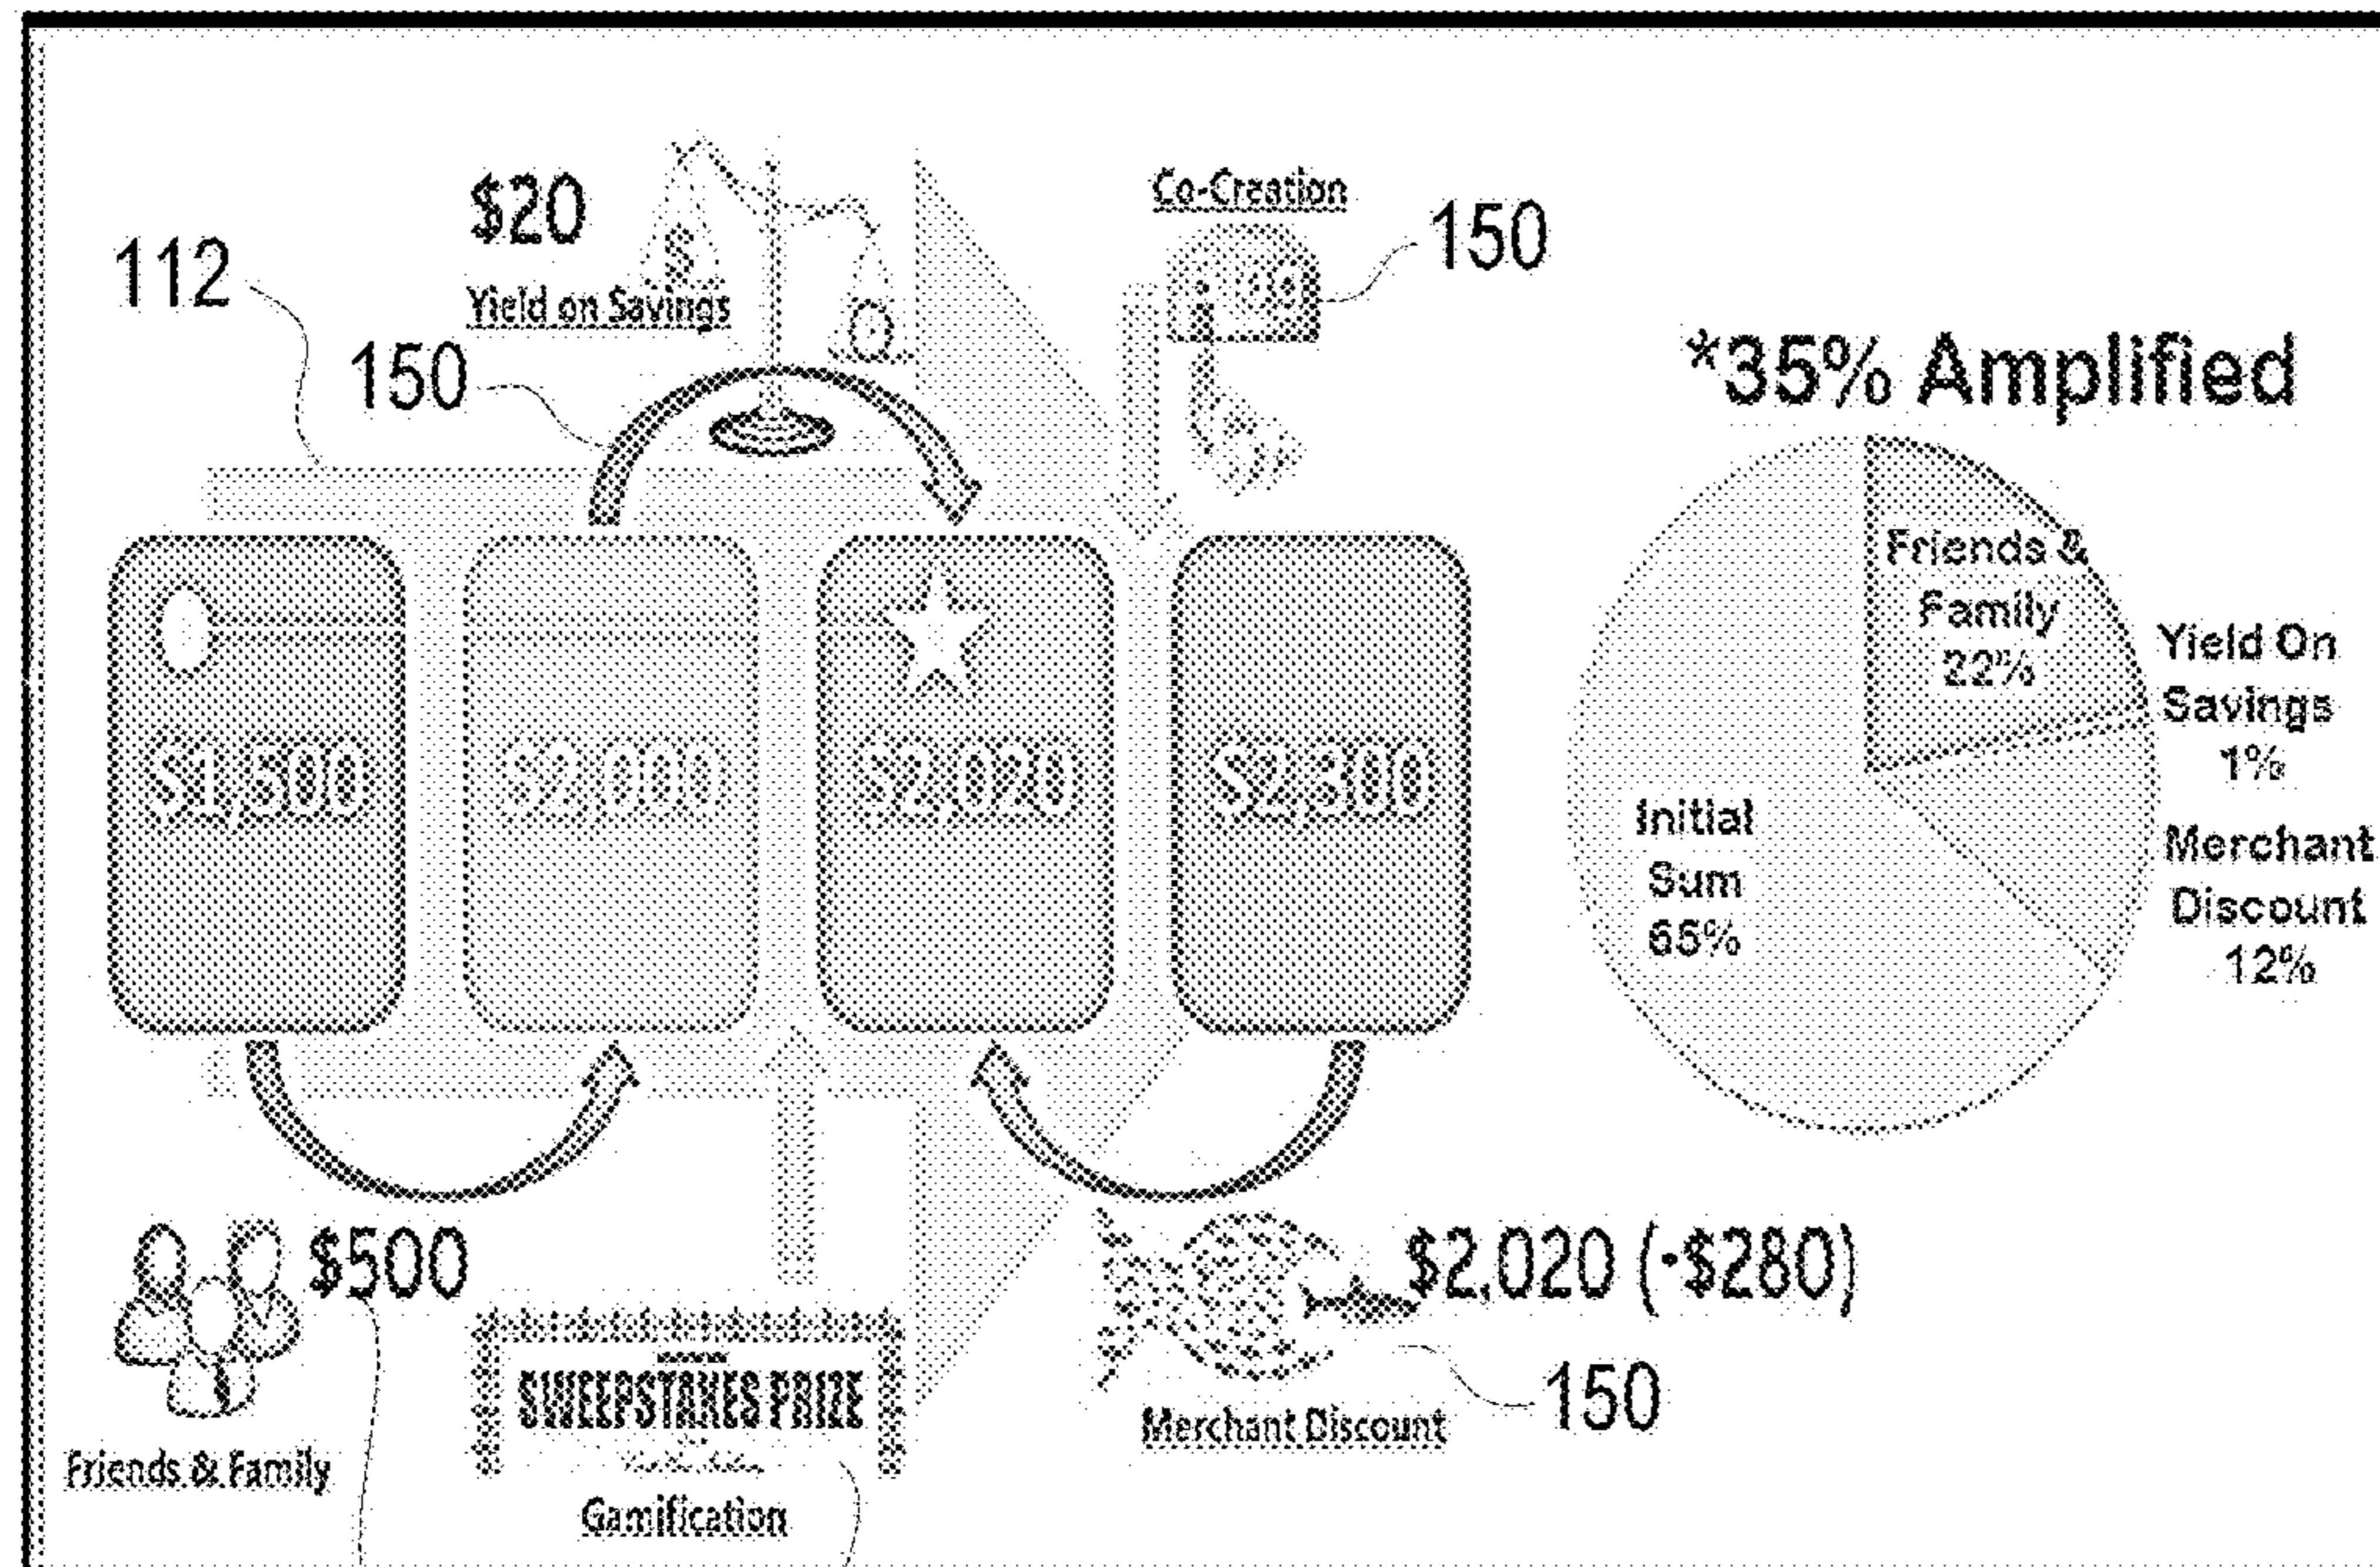 $20
Yield on Savings
112
150
Co-Creation
150
*35% Amplified
$1,500
$2,000
$2,020
$2,300
Friends &
Family
22%
Yield On
Savings
1%
Merchant
Discount
12%
Initial
Sum
65%
$500
Friends & Family
SWEEPSTAKES PRIZE
Gamification
$2,020 (-$280)
Merchant Discount
150